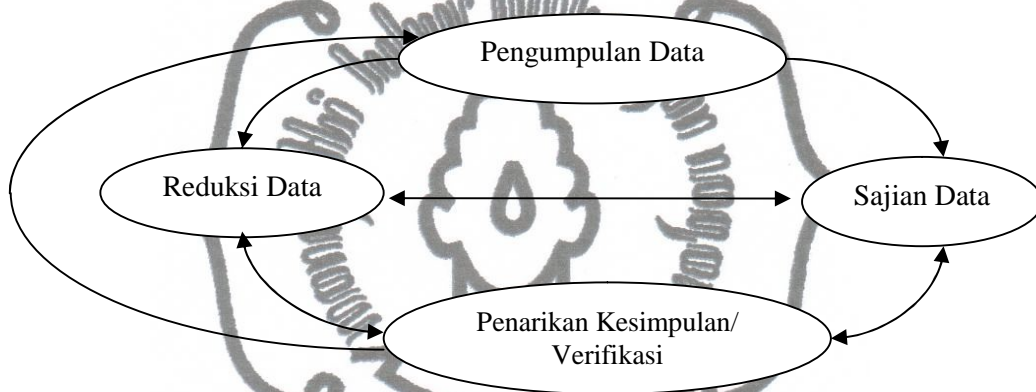 Pengumpulan Data
Reduksi Data
Sajian Data
Penarikan Kesimpulan/
Verifikasi